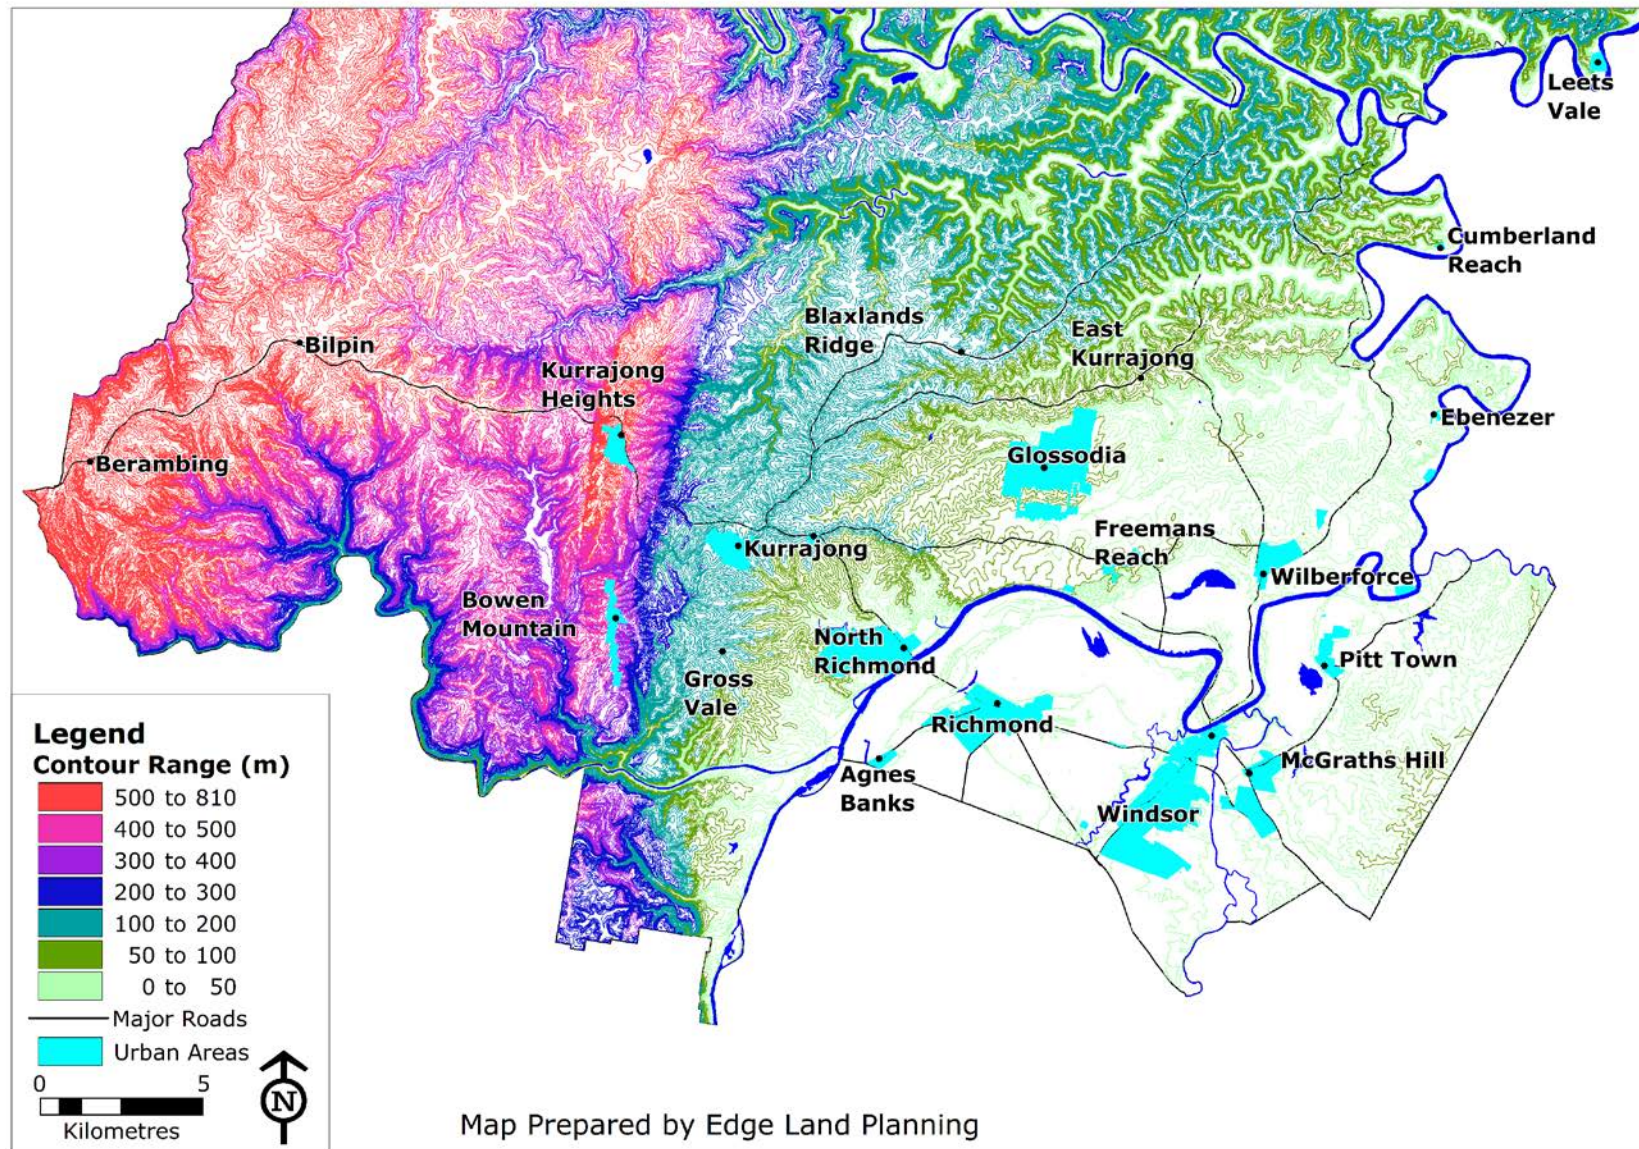 Leets
Vale
Cumberland
Reach
Blaxlands
Ridge
East
Kurrajong
Bilpin
Kurrajong
Heights
Ebenezer
Berambing
Glossodia
Freemans
Reach
Kurrajong
Wilberforce
Bowen
Mountain
North
Richmond
Pitt Town
Gross
Vale
Richmond
McGraths Hill
Agnes
Banks
Windsor
Legend
Contour Range (m)
500 to 810
400 to 500
300 to 400
200 to 300
100 to 200
50 to 100
0 to 50
Major Roads
Urban Areas
0 5
Kilometres
N
Map Prepared by Edge Land Planning